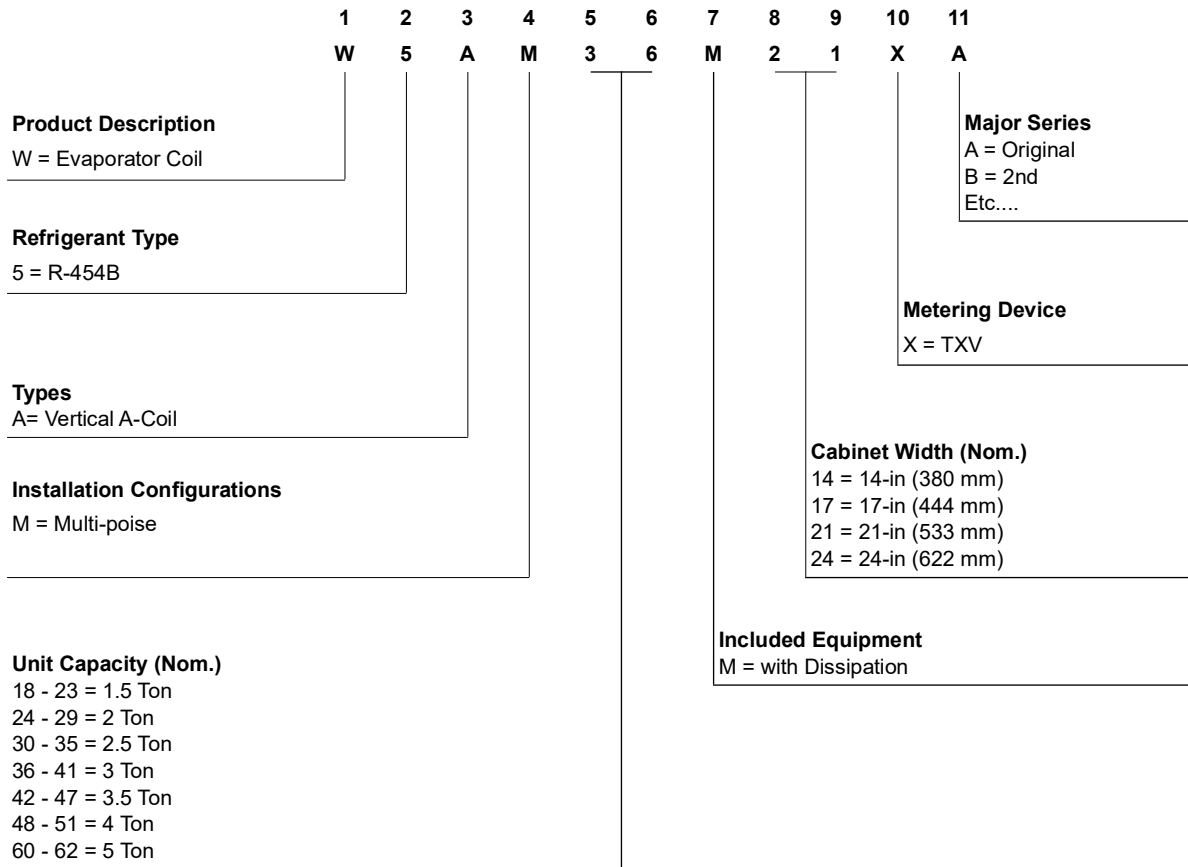 1 2 3 4 5 6 7 8 9 10 11
W 5 A M 3 6 M 2 1 X A
Product Description
W = Evaporator Coil
Refrigerant Type
5 = R-454B
Types
A= Vertical A-Coil
Installation Configurations
M = Multi-poise
Unit Capacity (Nom.)
18 - 23 = 1.5 Ton
24 - 29 = 2 Ton
30 - 35 = 2.5 Ton
36 - 41 = 3 Ton
42 - 47 = 3.5 Ton
48 - 51 = 4 Ton
60 - 62 = 5 Ton
Major Series
A = Original
B = 2nd
Etc....
Metering Device
X = TXV
Cabinet Width (Nom.)
14 = 14-in (380 mm)
17 = 17-in (444 mm)
21 = 21-in (533 mm)
24 = 24-in (622 mm)
Included Equipment
M = with Dissipation